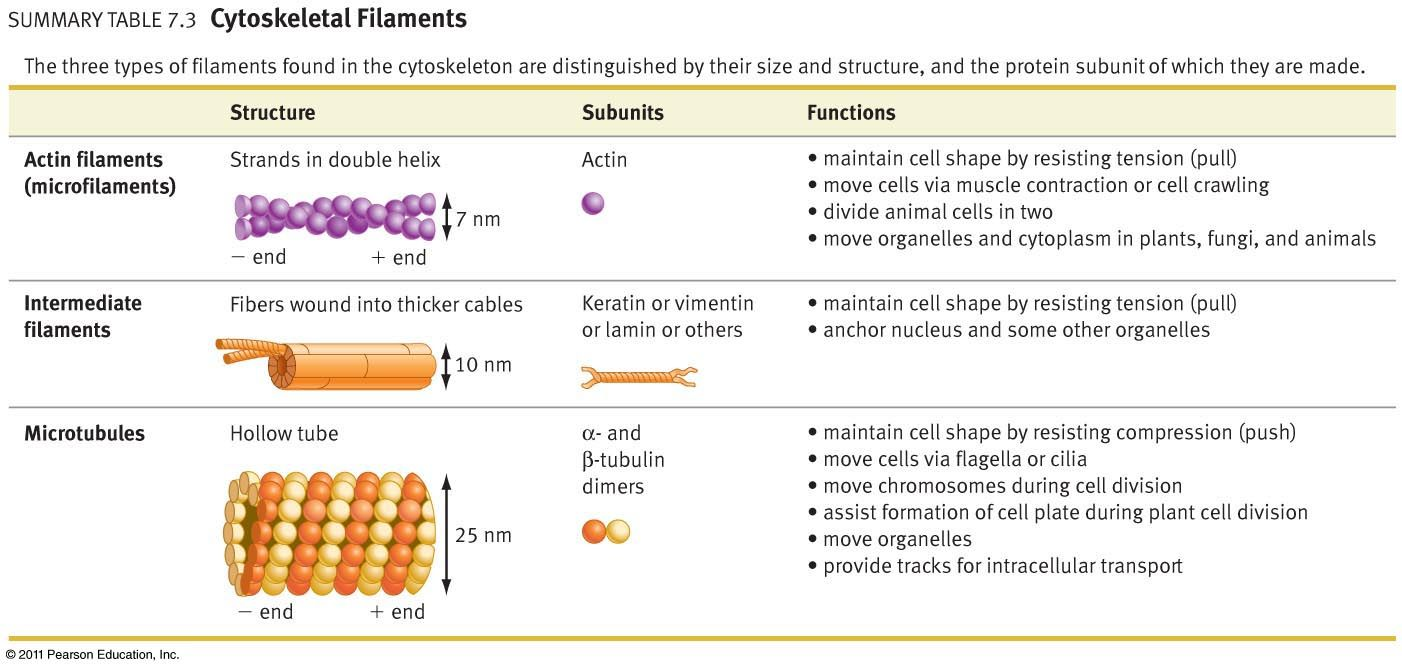 SUMMARY TABLE 7.3 Cytoskeletal Filaments
The three types of filaments found in the cytoskeleton are distinguished by their size and structure, and the protein subunit of which they are made.
Structure Subunits Functions
Actin filaments
(microfilaments)
Strands in double helix
7 nm
− end + end
Actin
• maintain cell shape by resisting tension (pull)
• move cells via muscle contraction or cell crawling
• divide animal cells in two
• move organelles and cytoplasm in plants, fungi, and animals
Intermediate
filaments
Fibers wound into thicker cables
10 nm
Keratin or vimentin
or lamin or others
• maintain cell shape by resisting tension (pull)
• anchor nucleus and some other organelles
Microtubules
Hollow tube
25 nm
− end + end
α- and
β-tubulin
dimers
• maintain cell shape by resisting compression (push)
• move cells via flagella or cilia
• move chromosomes during cell division
• assist formation of cell plate during plant cell division
• move organelles
• provide tracks for intracellular transport
© 2011 Pearson Education, Inc.